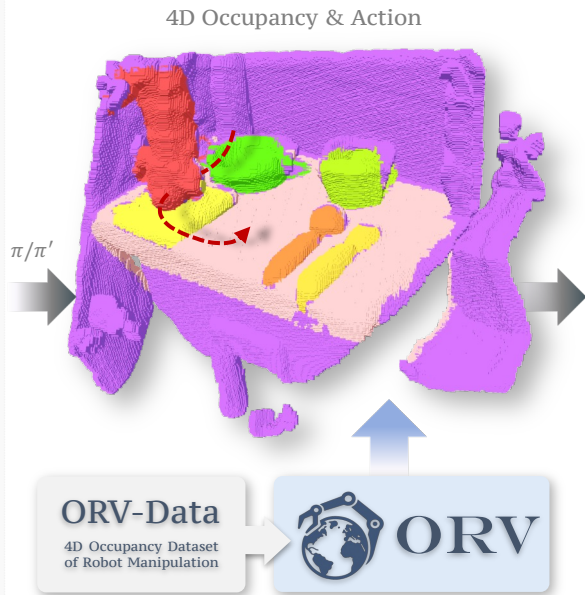 4D Occupancy & Action
π/π′
ORV-Data
4D Occupancy Dataset
of Robot Manipulation
ORV